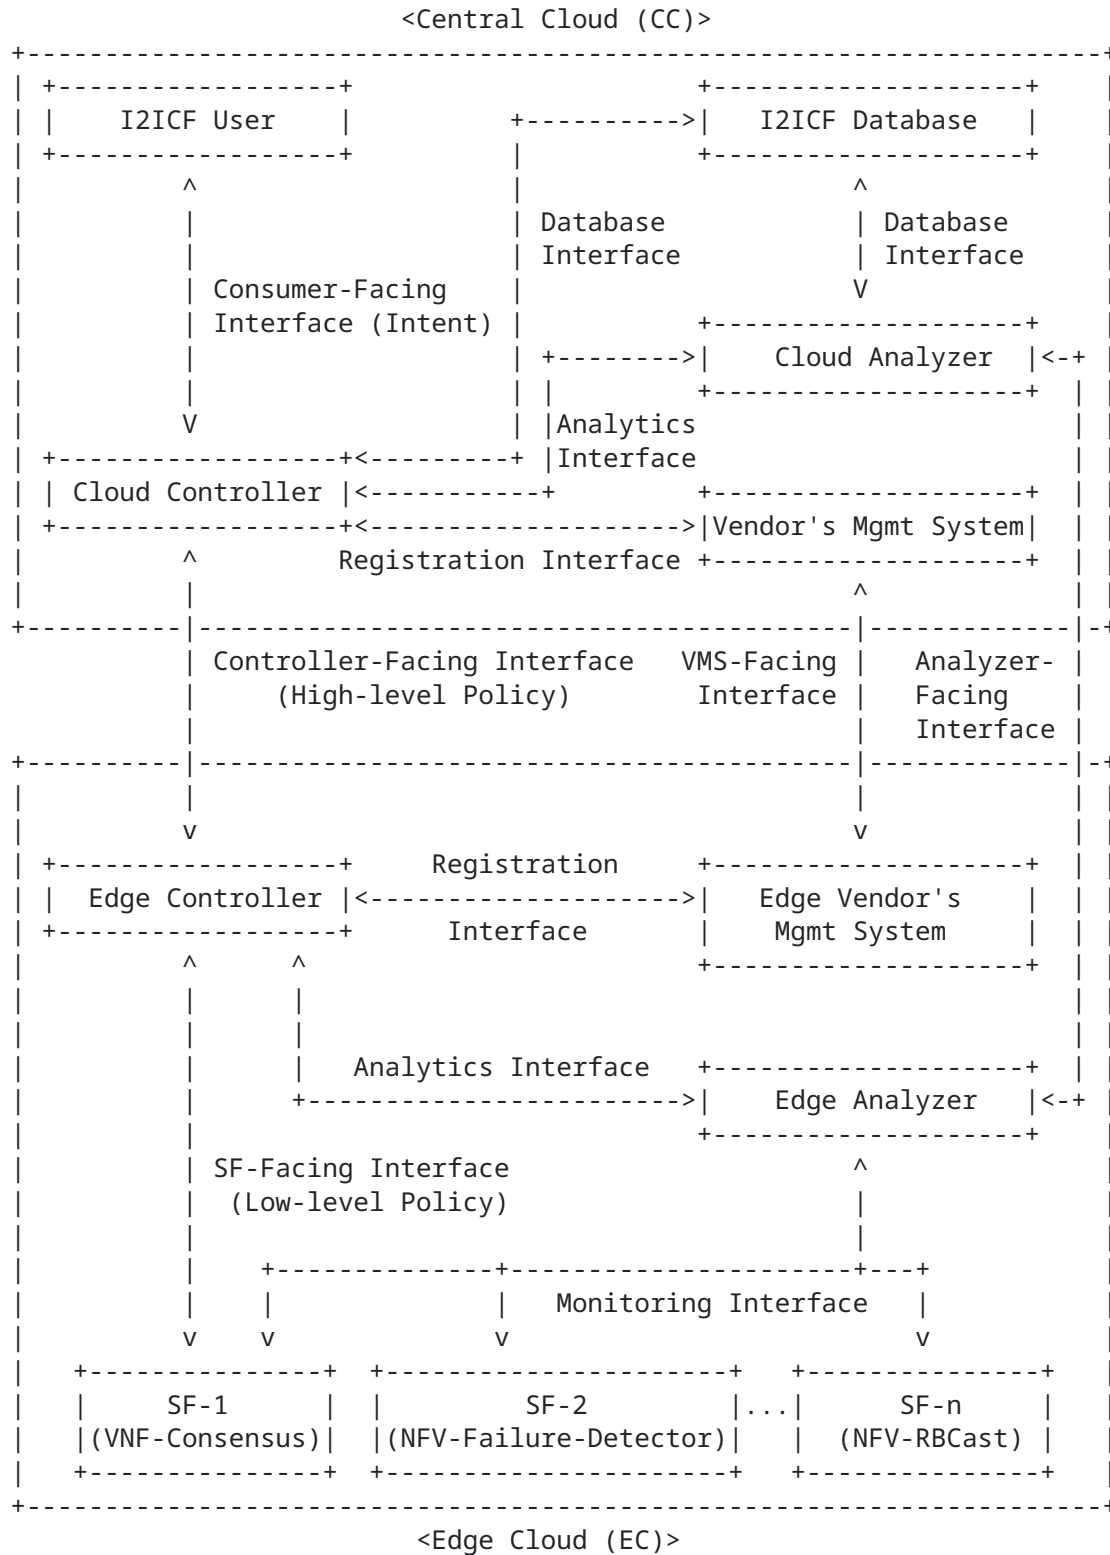 <Central Cloud (CC)>
I2ICF User I2ICF Database
Database Database
Interface Interface
Consumer-Facing
Interface (Intent)
Cloud Analyzer
Analytics
Interface
Cloud Controller
Vendor's Mgmt System
Registration Interface
Controller-Facing Interface VMS-Facing Analyzer-
(High-level Policy) Interface Facing
Interface
Registration
Edge Controller Edge Vendor's
Interface Mgmt System
Analytics Interface
Edge Analyzer
SF-Facing Interface
(Low-level Policy)
Monitoring Interface
SF-1 SF-2 ... SF-n
(VNF-Consensus) (NFV-Failure-Detector) (NFV-RBCast)
<Edge Cloud (EC)>